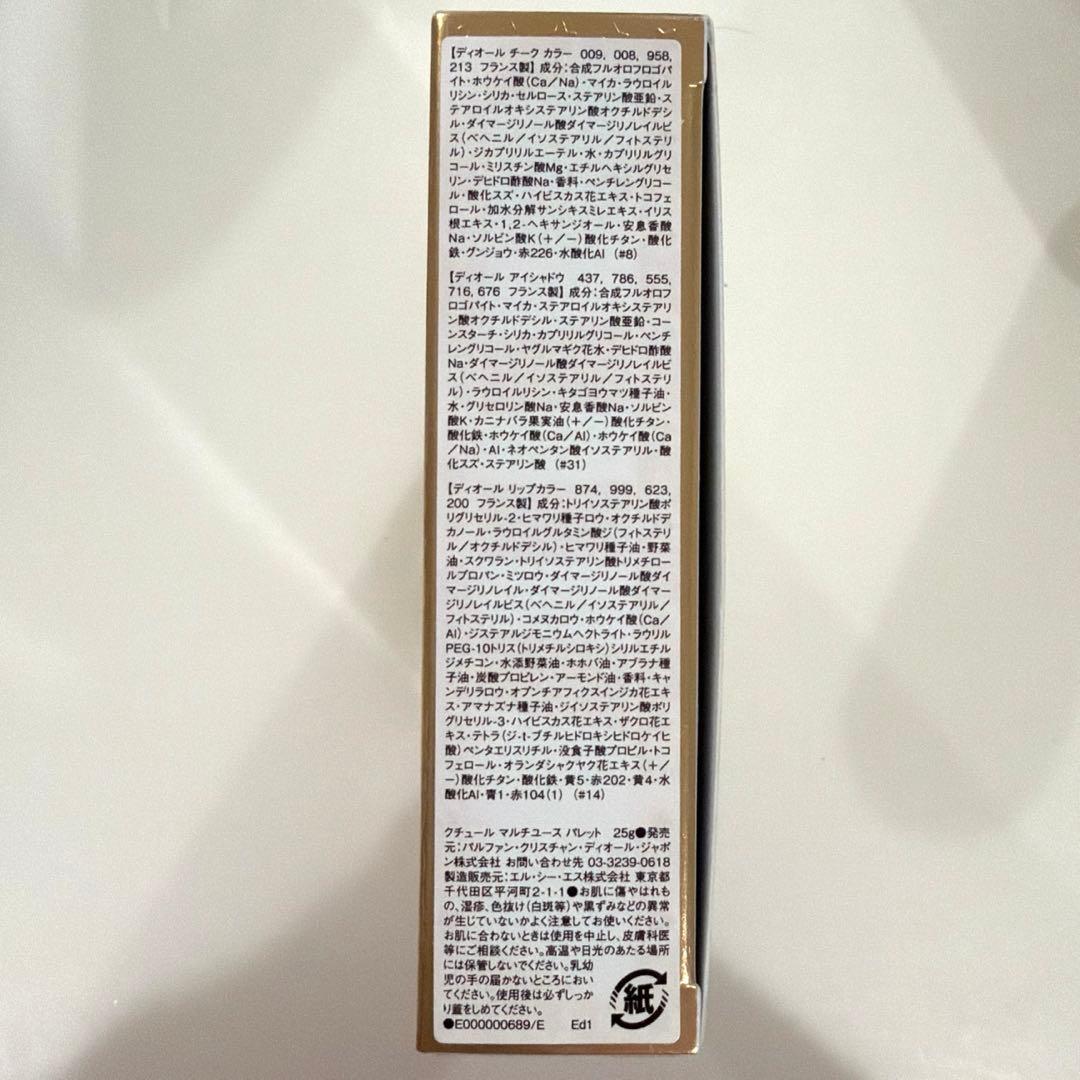 【ディオール チーク カラー 009, 008, 958,
213 フランス製】 成分:合成フルオロフロゴパ
イト・ホウケイ酸(Ca/Na)・マイカ・ラウロイル
リシン・シリカ・セルロース・ステアリン酸亜鉛・ス
テアロイルオキシステアリン酸オクチルドデシ
ル・ダイマージリノール酸ダイマージリノレイルビ
ス(ベヘニル/イソステアリル/フィトステリ
ル)・ジカプリリルエーテル・水・カプリリルグリ
コール・ミリスチン酸Mg・エチルヘキシルグリセ
リン・デヒドロ酢酸Na・香料・ペンチレングリコー
ル・酸化スズ・ハイビスカス花エキス・トコフェ
ロール・加水分解サンシキスミレエキス・イリス
根エキス・1,2-ヘキサンジオール・安息香酸
Na・ソルビン酸K(+/−)酸化チタン・酸化
鉄・グンジョウ・赤226・水酸化Al (#8)
【ディオール アイシャドウ 437, 786, 555,
716, 676 フランス製】 成分:合成フルオロフ
ロゴパイト・マイカ・ステアロイルオキシステアリ
ン酸オクチルドデシル・ステアリン酸亜鉛・コー
ンスターチ・シリカ・カプリリルグリコール・ペンチ
レングリコール・ヤグルマギク花水・デヒドロ酢酸
Na・ダイマージリノール酸ダイマージリノレイルビ
ス(ベヘニル/イソステアリル/フィトステリ
ル)・ラウロイルリシン・キタゴヨウマツ種子油・
水・グリセロリン酸Na・安息香酸Na・ソルビン
酸K・カニナバラ果実油(+/−)酸化チタン・
酸化鉄・ホウケイ酸(Ca/Al)・ホウケイ酸(Ca
/Na)・Al・ネオペンタン酸イソステアリル・酸
化スズ・ステアリン酸 (#31)
【ディオール リップカラー 874, 999, 623,
200 フランス製】 成分:トリイソステアリン酸ポ
リグリセリル-2・ヒマワリ種子ロウ・オクチルドデ
カノール・ラウロイルグルタミン酸ジ(フィトステリ
ル/オクチルドデシル)・ヒマワリ種子油・野菜
油・スクワラン・トリイソステアリン酸トリメチロー
ルプロパン・ミツロウ・ダイマージリノール酸ダイ
マージリノレイル・ダイマージリノール酸ダイマー
ジリノレイルビス(ベヘニル/イソステアリル/
フィトステリル)・コメヌカロウ・ホウケイ酸(Ca/
Al)・ジステアルジモニウムヘクトライト・ラウリル
PEG-10トリス(トリメチルシロキシ)シリルエチル
ジメチコン・水添野菜油・ホホバ油・アブラナ種
子油・炭酸プロピレン・アーモンド油・香料・キャ
ンデリラロウ・オプンチアフィクスインジカ花エキ
ス・アマナズナ種子油・ジイソステアリン酸ポリ
グリセリル-3・ハイビスカス花エキス・ザクロ花エ
キス・テトラ(ジ-t-ブチルヒドロキシヒドロケイヒ
酸)ペンタエリスリチル・没食子酸プロピル・トコ
フェロール・オランダシャクヤク花エキス(+/
−)酸化チタン・酸化鉄・黄5・赤202・黄4・水
酸化Al・青1・赤104(1) (#14)
クチュール マルチユース パレット 25g●発売
元:パルファン・クリスチャン・ディオール・ジャポ
ン株式会社 お問い合わせ先 03-3239-0618
製造販売元:エル・シー・エス株式会社 東京都
千代田区平河町2-1-1●お肌に傷やはれも
の、湿疹、色抜け(白斑等)や黒ずみなどの異常
が生じていないかよく注意してお使いください。
お肌に合わないときは使用を中止し、皮膚科医
等にご相談ください。高温や日光のあたる場所
には保管しないでください。乳幼
児の手の届かないところにおい
てください。使用後は必ずしっか
り蓋をしめてください。
●E000000689/E Ed1
紙